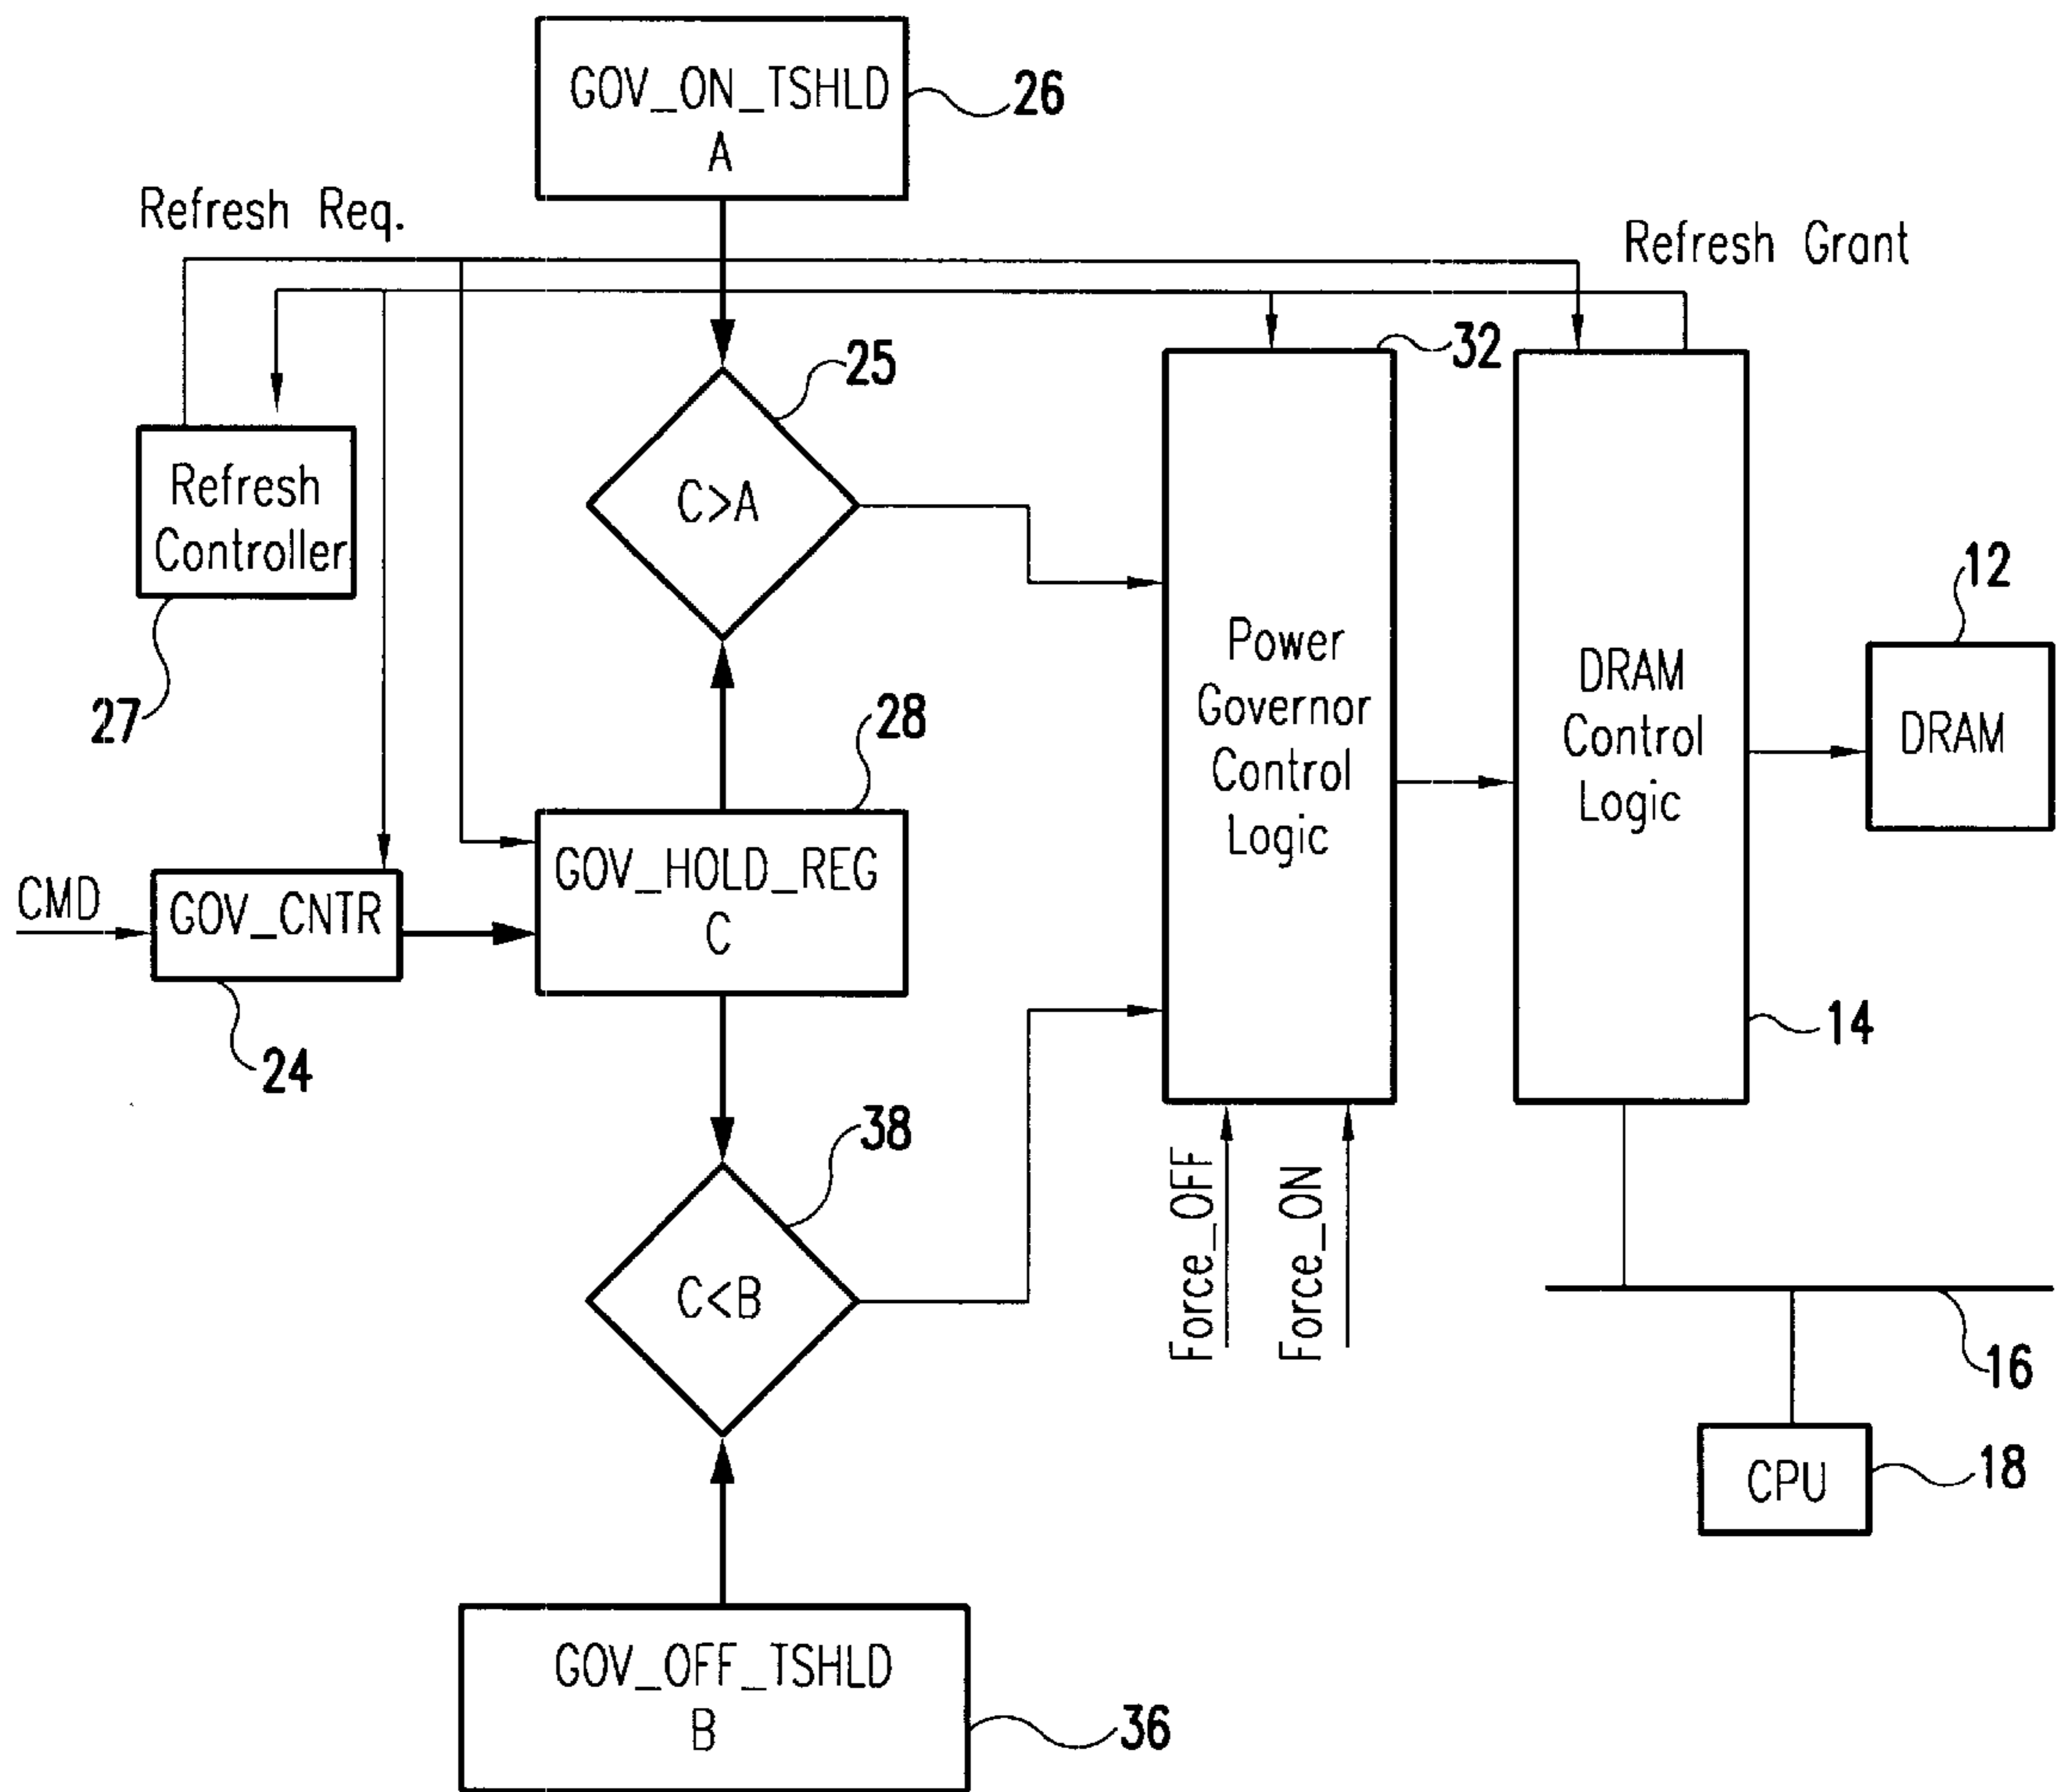 GOV_ON_TSHLD
A
26
Refresh Req.
Refresh Grant
25
32
C>A
Refresh
Controller
27
12
Power
Governor
Control
Logic
DRAM
Control
Logic
DRAM
28
GOV_HOLD_REG
C
CMD
GOV_CNTR
24
14
38
C<B
Force_OFF
Force_ON
16
CPU
18
GOV_OFF_TSHLD
B
36